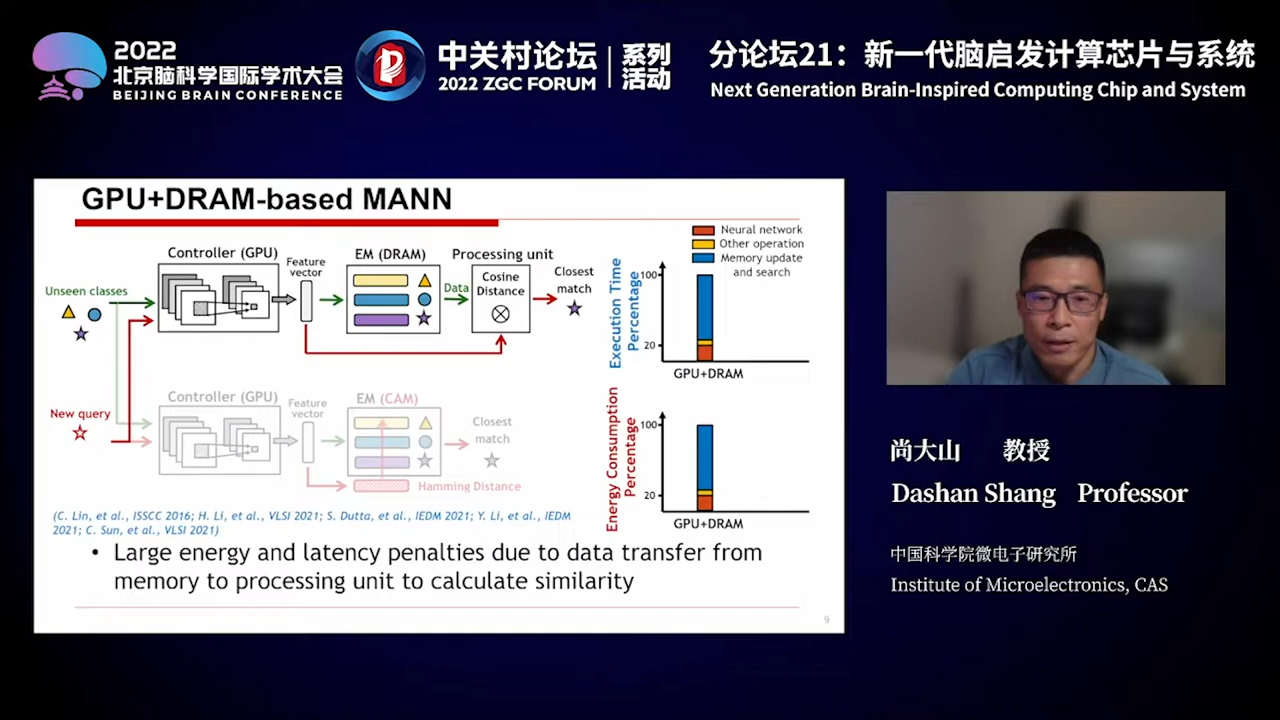 2022
北京脑科学国际学术大会
BEIJING BRAIN CONFERENCE
中关村论坛
2022 ZGC FORUM
系列
活动
分论坛21：新一代脑启发计算芯片与系统
Next Generation Brain-Inspired Computing Chip and System
GPU+DRAM-based MANN
Controller (GPU)
Feature
vector
EM (DRAM)
Processing unit
Unseen classes
Data
Cosine
Distance
Closest
match
New query
Controller (GPU)
Feature
vector
EM (CAM)
Closest
match
Hamming Distance
Neural network
Other operation
Memory update
and search
Execution Time
Percentage
100
20
GPU+DRAM
Energy Consumption
Percentage
100
20
GPU+DRAM
(C. Lin, et al., ISSCC 2016; H. Li, et al., VLSI 2021; S. Dutta, et al., IEDM 2021; Y. Li, et al., IEDM
2021; C. Sun, et al., VLSI 2021)
• Large energy and latency penalties due to data transfer from
memory to processing unit to calculate similarity
9
尚大山 教授
Dashan Shang Professor
中国科学院微电子研究所
Institute of Microelectronics, CAS